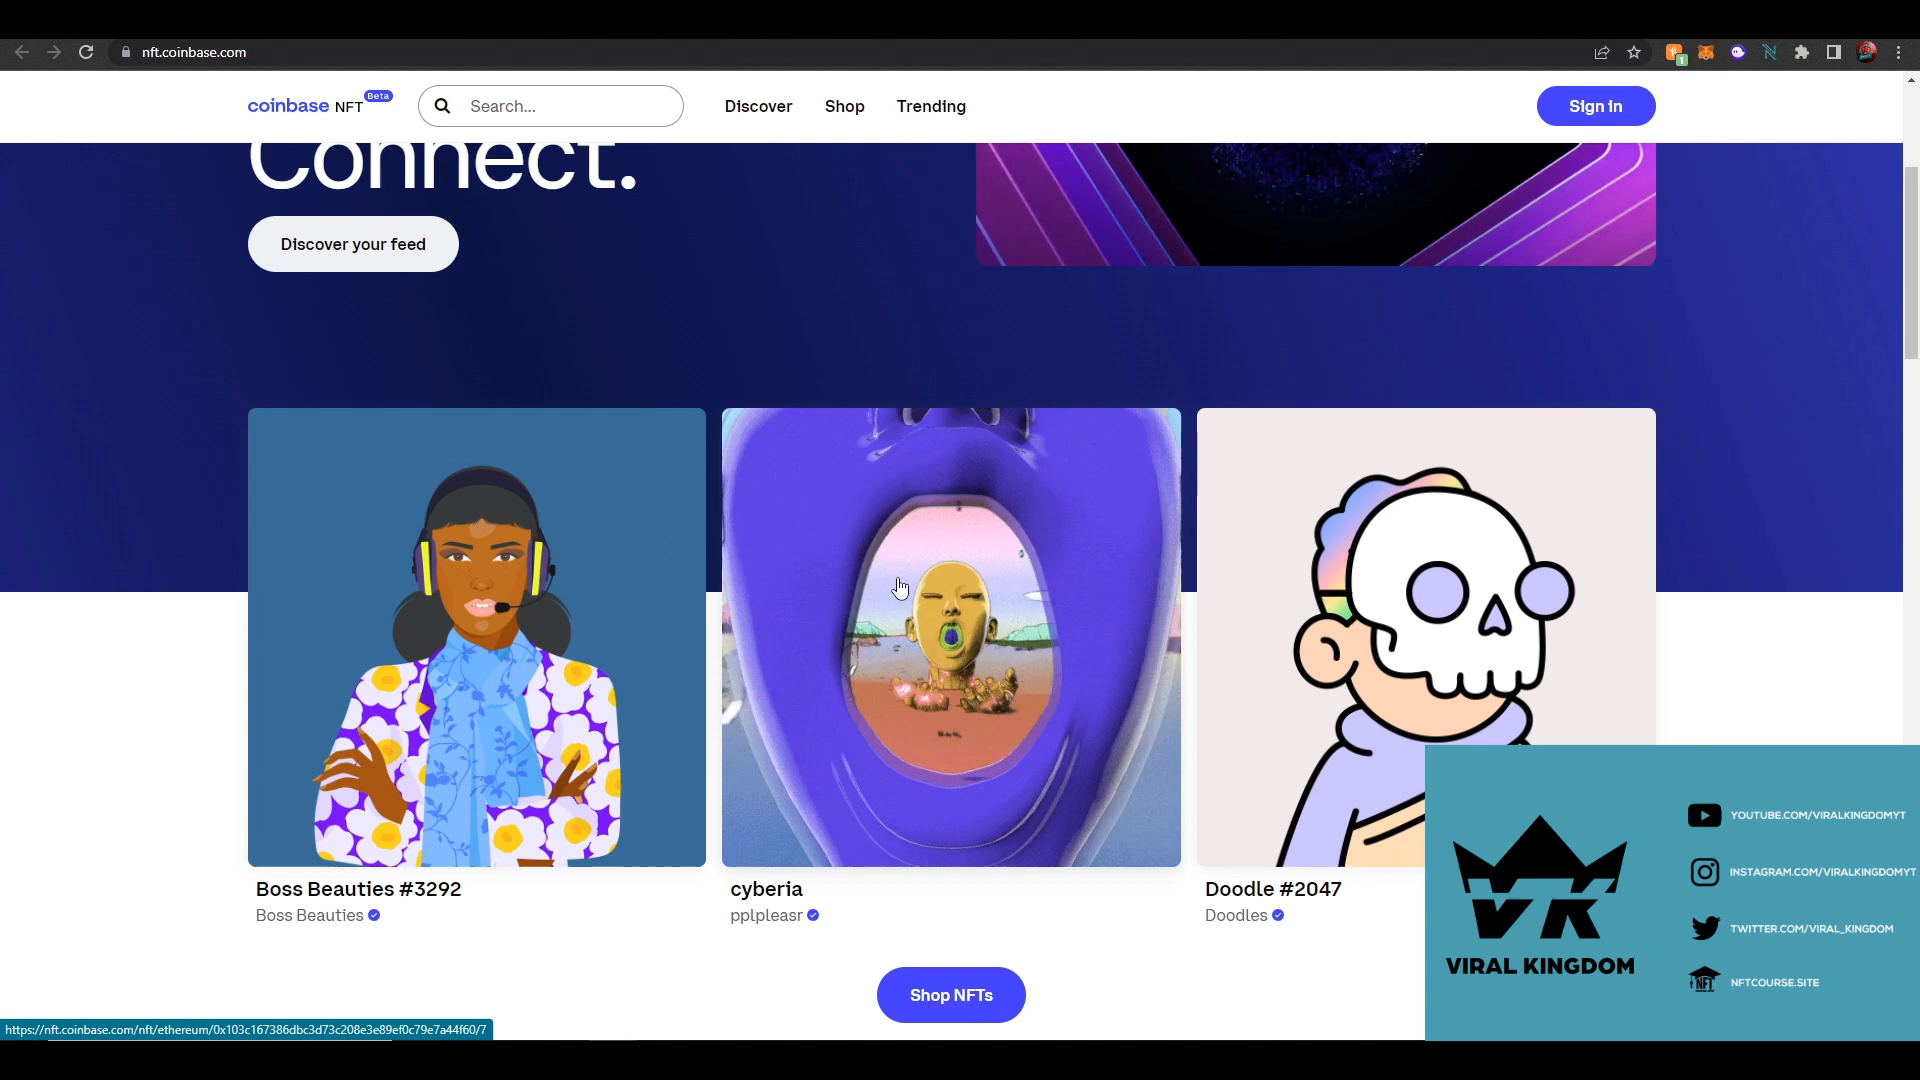 nft.coinbase.com
coinbase NFT Beta
Search...
Discover
Shop
Trending
Sign in
Connect.
Discover your feed
Boss Beauties #3292
Boss Beauties
cyberia
pplpleasr
Doodle #2047
Doodles
Shop NFTs
https://nft.coinbase.com/nft/ethereum/0x103c167386dbc3d73c208e3e89ef0c79e7a44f60/7
VK
VIRAL KINGDOM
YOUTUBE.COM/VIRALKINGDOMYT
INSTAGRAM.COM/VIRALKINGDOMYT
TWITTER.COM/VIRAL_KINGDOM
NFT
NFTCOURSE.SITE